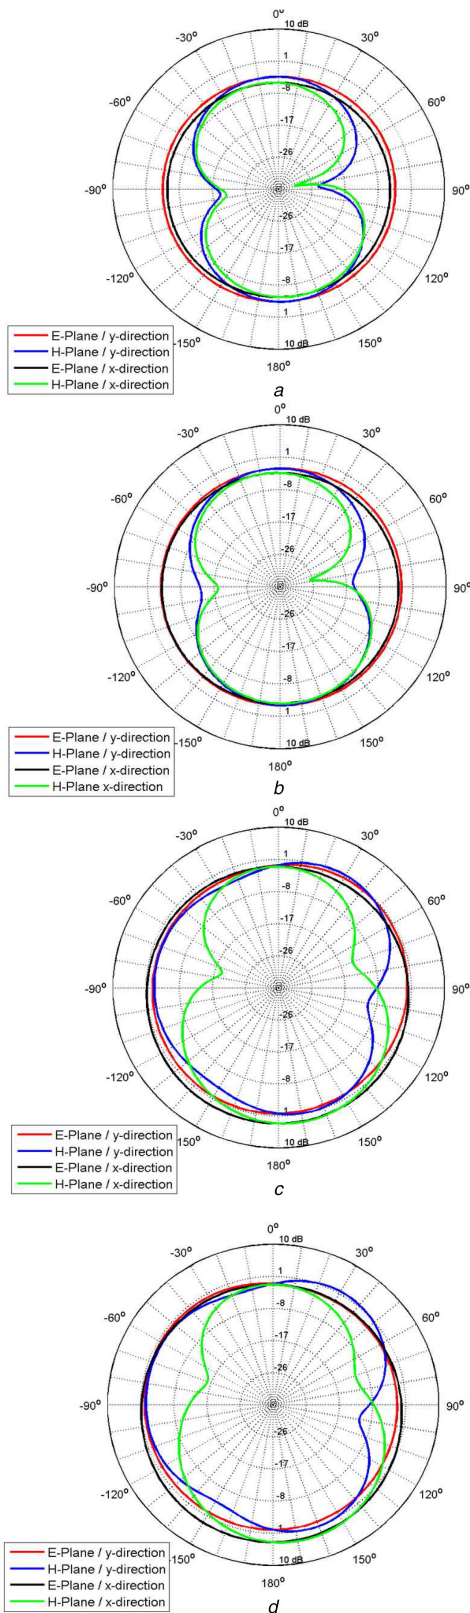 0°
-30°
10 dB
30°
1
-60°
-8
60°
-17
-26
-90°
90°
-26
-17
-120°
-8
120°
1
-150°
10 dB
150°
180°
E-Plane / y-direction
H-Plane / y-direction
E-Plane / x-direction
H-Plane / x-direction
a
0°
-30°
10 dB
30°
1
-60°
-8
60°
-17
-26
-90°
90°
-26
-17
-120°
-8
120°
1
-150°
10 dB
150°
180°
E-Plane / y-direction
H-Plane / y-direction
E-Plane / x-direction
H-Plane x-direction
b
0°
-30°
10 dB
30°
1
-60°
-8
60°
-17
-26
-90°
90°
-26
-17
-120°
-8
120°
1
-150°
10 dB
150°
180°
E-Plane / y-direction
H-Plane / y-direction
E-Plane / x-direction
H-Plane / x-direction
c
0°
-30°
10 dB
30°
1
-60°
-8
60°
-17
-26
-90°
90°
-26
-17
-120°
-8
120°
1
-150°
10 dB
150°
180°
E-Plane / y-direction
H-Plane / y-direction
E-Plane / x-direction
H-Plane / x-direction
d